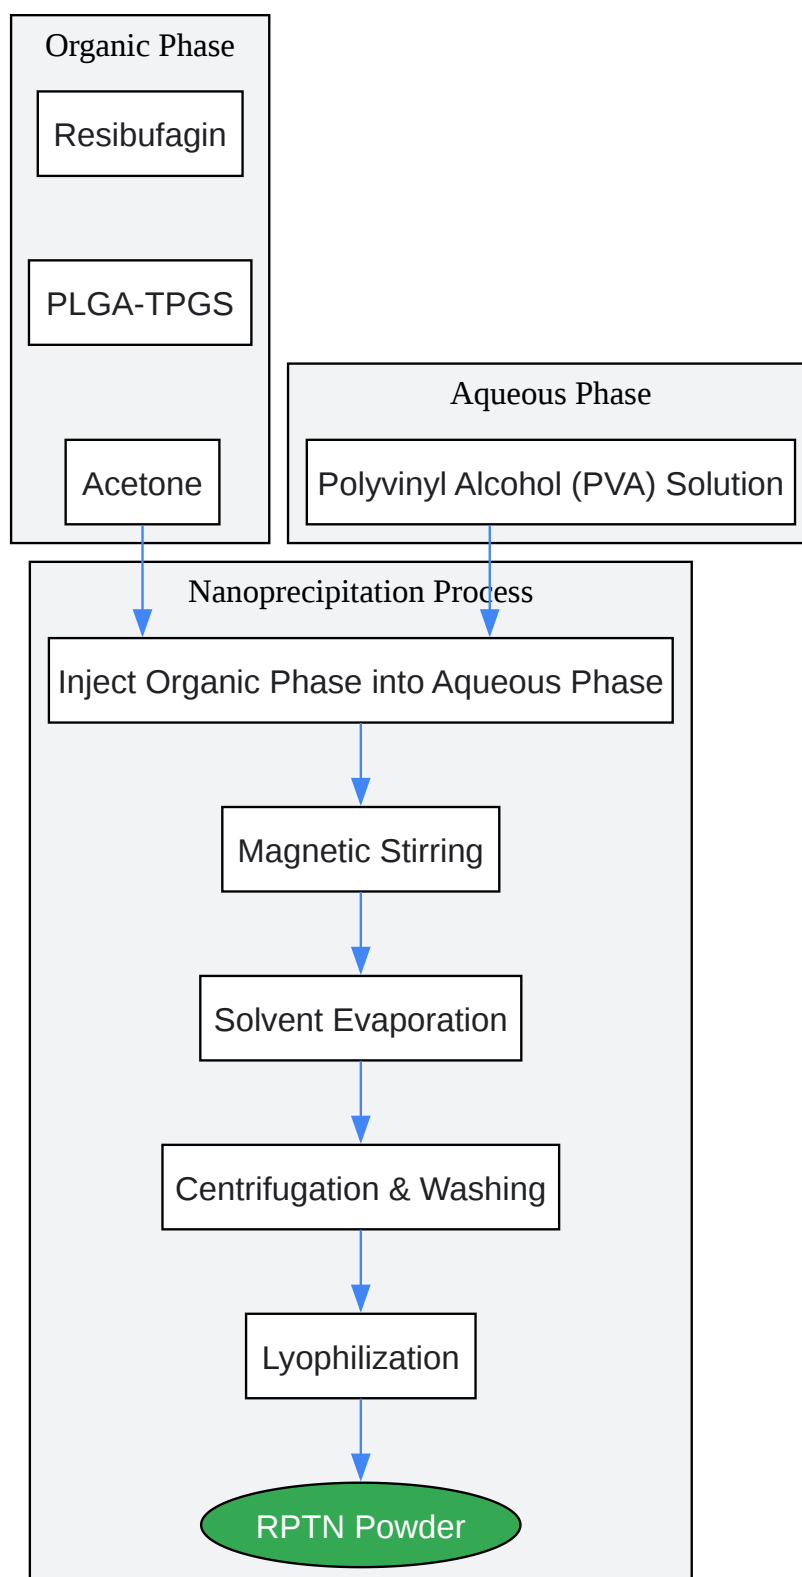 Organic Phase
Resibufagin
PLGA-TPGS
Acetone
Aqueous Phase
Polyvinyl Alcohol (PVA) Solution
Nanoprecipitation Process
Inject Organic Phase into Aqueous Phase
Magnetic Stirring
Solvent Evaporation
Centrifugation & Washing
Lyophilization
RPTN Powder